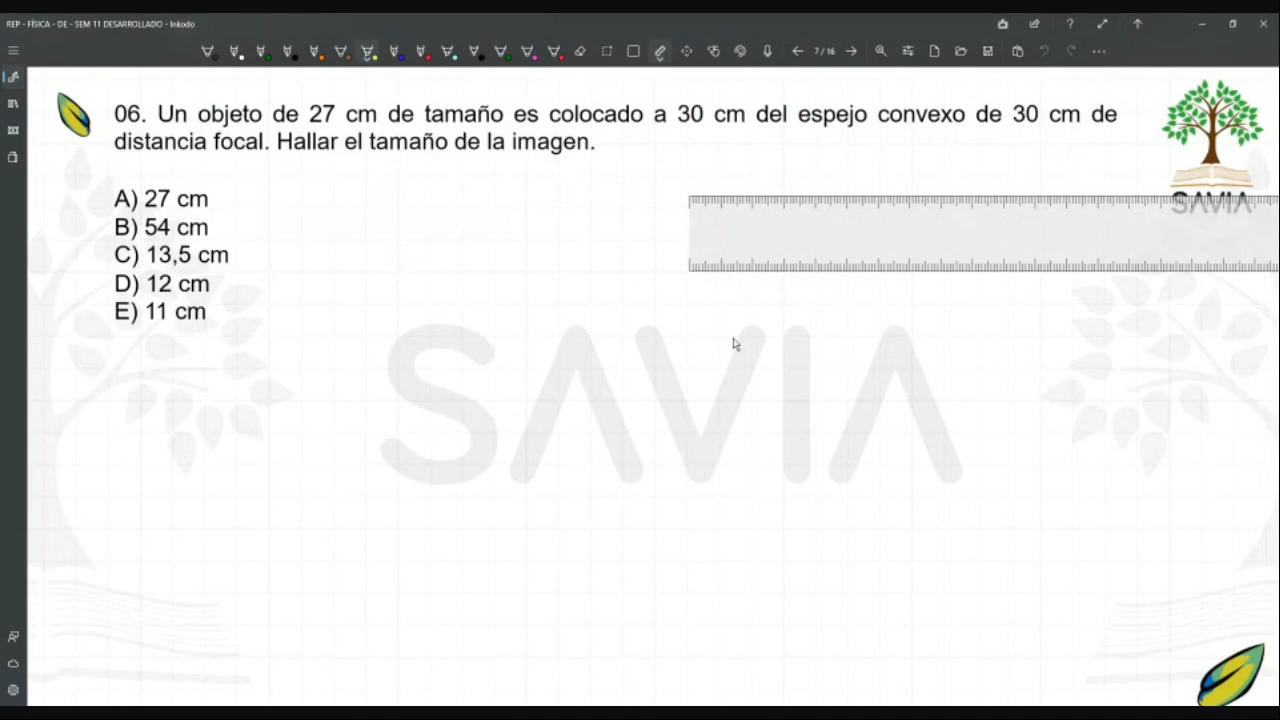 REP - FÍSICA - DE - SEM 11 DESARROLLADO - Inkodo
7 / 16
06. Un objeto de 27 cm de tamaño es colocado a 30 cm del espejo convexo de 30 cm de
distancia focal. Hallar el tamaño de la imagen.
A) 27 cm
B) 54 cm
C) 13,5 cm
D) 12 cm
E) 11 cm
SAVIA
SAVIA